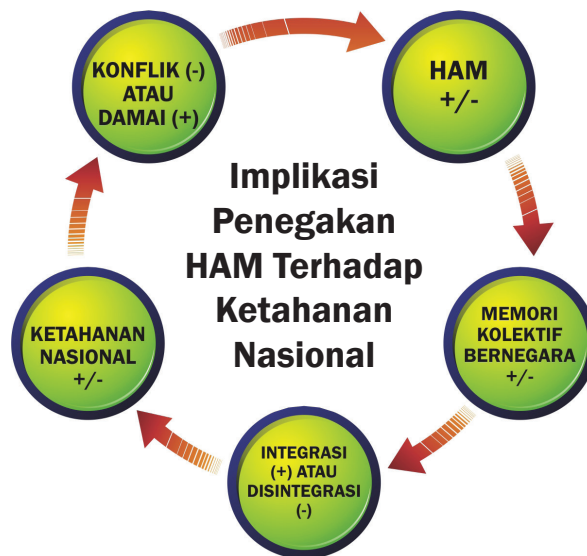 KONFLIK (-)
ATAU
DAMAI (+)
HAM
+/-
Implikasi
Penegakan
HAM Terhadap
Ketahanan
Nasional
MEMORI
KOLEKTIF
BERNEGARA
+/-
INTEGRASI
(+) ATAU
DISINTEGRASI
(-)
KETAHANAN
NASIONAL
+/-